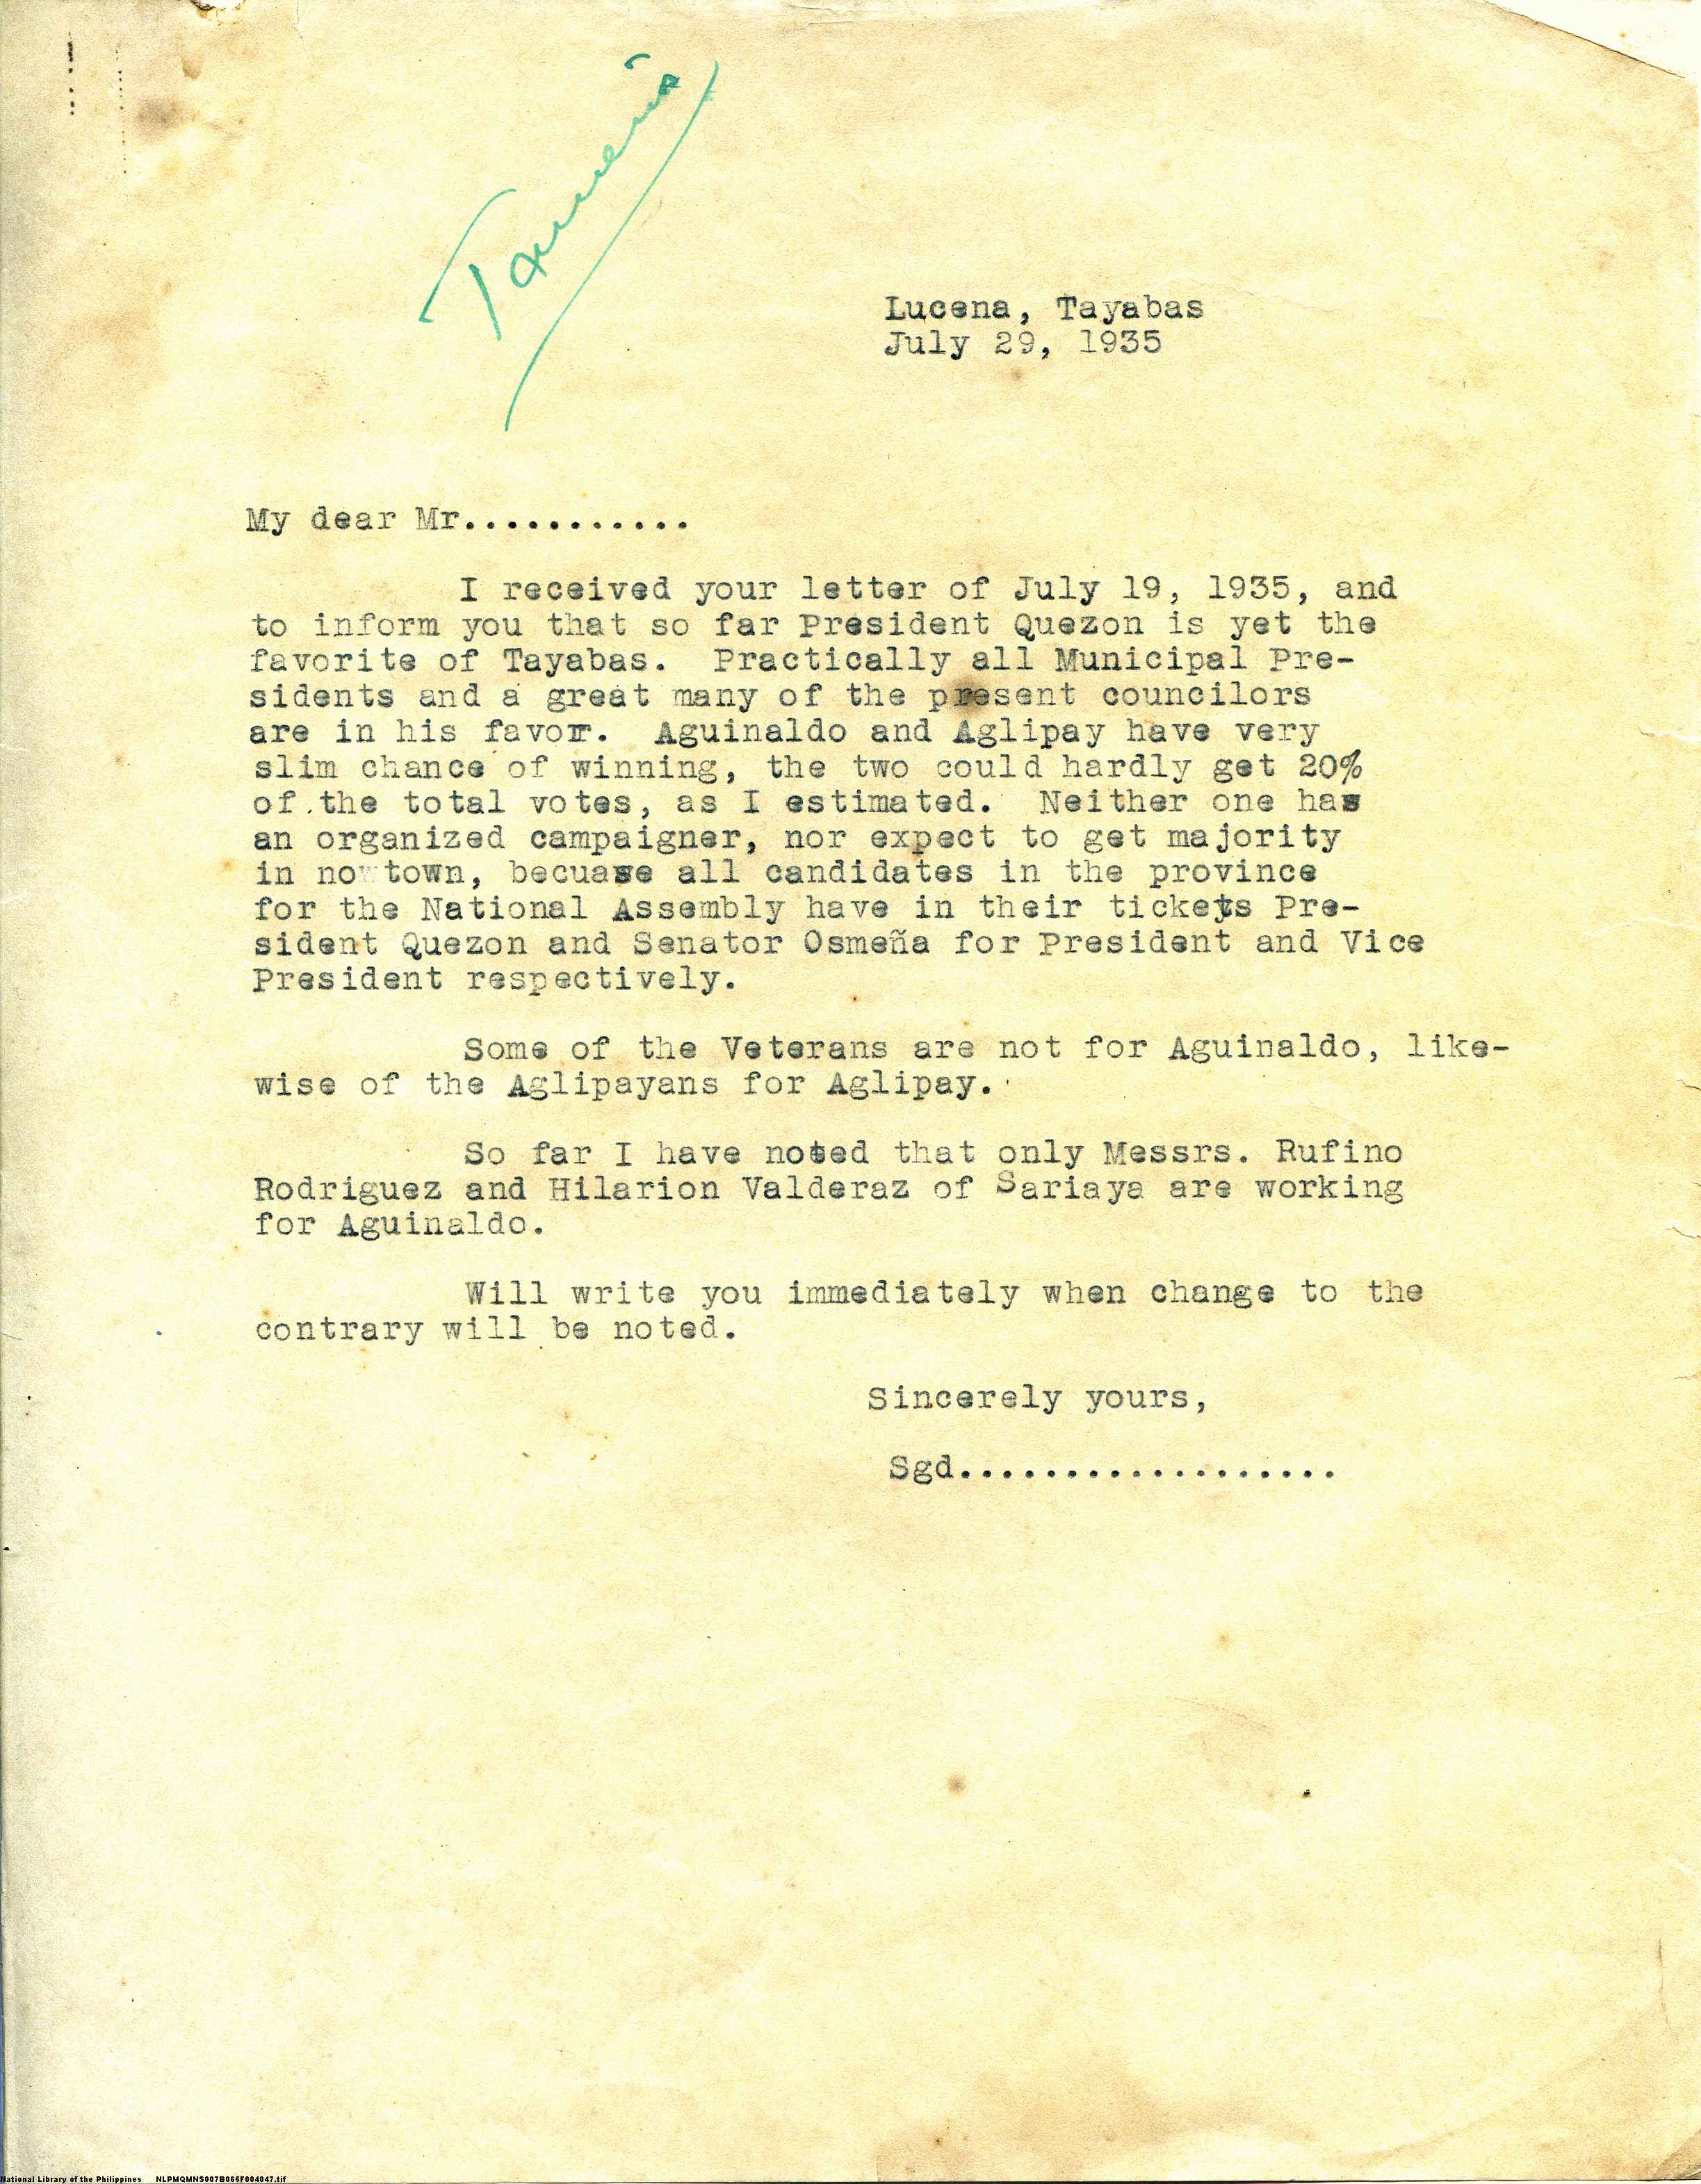 Lucena, Tayabas
July 29, 1935
My dear Mr...........
I received your letter of July 19, 1935, and
to inform you that so far President Quezon is yet the
favorite of Tayabas. Practically all Municipal Pre-
sidents and a great many of the present councilors
are in his favor. Aguinaldo and Aglipay have very
slim chance of winning, the two could hardly get 20%
of the total votes, as I estimated. Neither one has
an organized campaigner, nor expect to get majority
in no town, becuase all candidates in the province
for the National Assembly have in their tickets Pre-
sident Quezon and Senator Osmeña for President and Vice
President respectively.
Some of the Veterans are not for Aguinaldo, like-
wise of the Aglipayans for Aglipay.
So far I have noted that only Messrs. Rufino
Rodriguez and Hilarion Valderaz of Sariaya are working
for Aguinaldo.
Will write you immediately when change to the
contrary will be noted.
Sincerely yours,
Sgd..................
National Library of the Philippines NLPMQMNS007B066F004047.tif